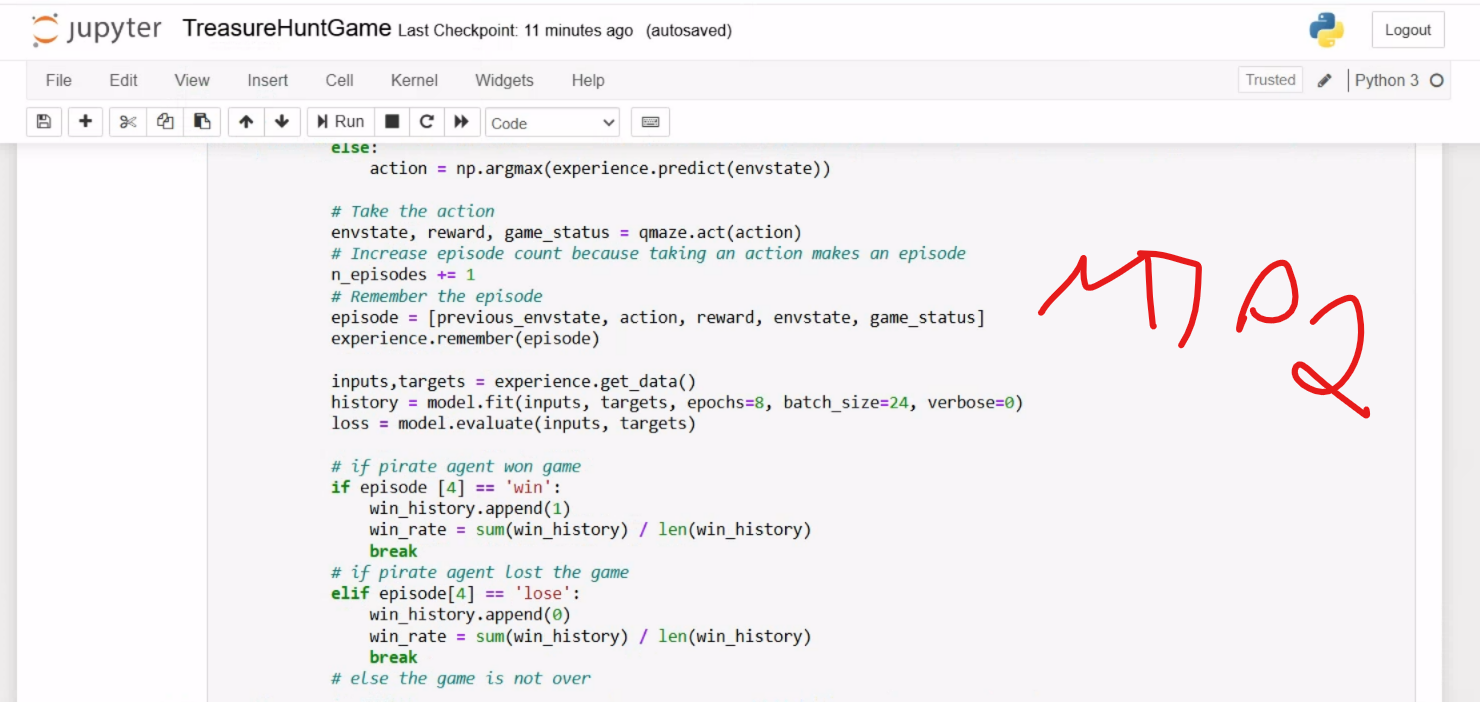 jupyter TreasureHuntGame Last Checkpoint: 11 minutes ago (autosaved)
Logout
File Edit View Insert Cell Kernel Widgets Help
Trusted Python 3
Run Code
else:
action = np.argmax(experience.predict(envstate))
# Take the action
envstate, reward, game_status = qmaze.act(action)
# Increase episode count because taking an action makes an episode
n_episodes += 1
# Remember the episode
episode = [previous_envstate, action, reward, envstate, game_status]
experience.remember(episode)
inputs,targets = experience.get_data()
history = model.fit(inputs, targets, epochs=8, batch_size=24, verbose=0)
loss = model.evaluate(inputs, targets)
# if pirate agent won game
if episode [4] == 'win':
win_history.append(1)
win_rate = sum(win_history) / len(win_history)
break
# if pirate agent lost the game
elif episode[4] == 'lose':
win_history.append(0)
win_rate = sum(win_history) / len(win_history)
break
# else the game is not over